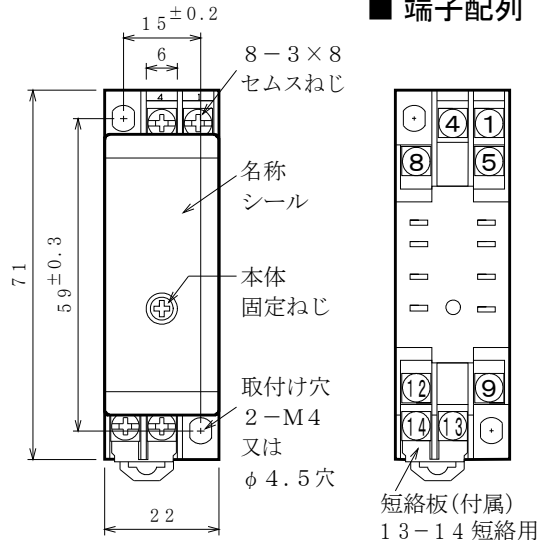 ■ 端子配列
15±0.2
6
8－3×8
セムスねじ
4 1
名称
シール
71
59±0.3
本体
固定ねじ
取付け穴
2－M4
又は
φ4.5穴
22
4 1
8 5
12 9
14 13
短絡板(付属)
13－14短絡用